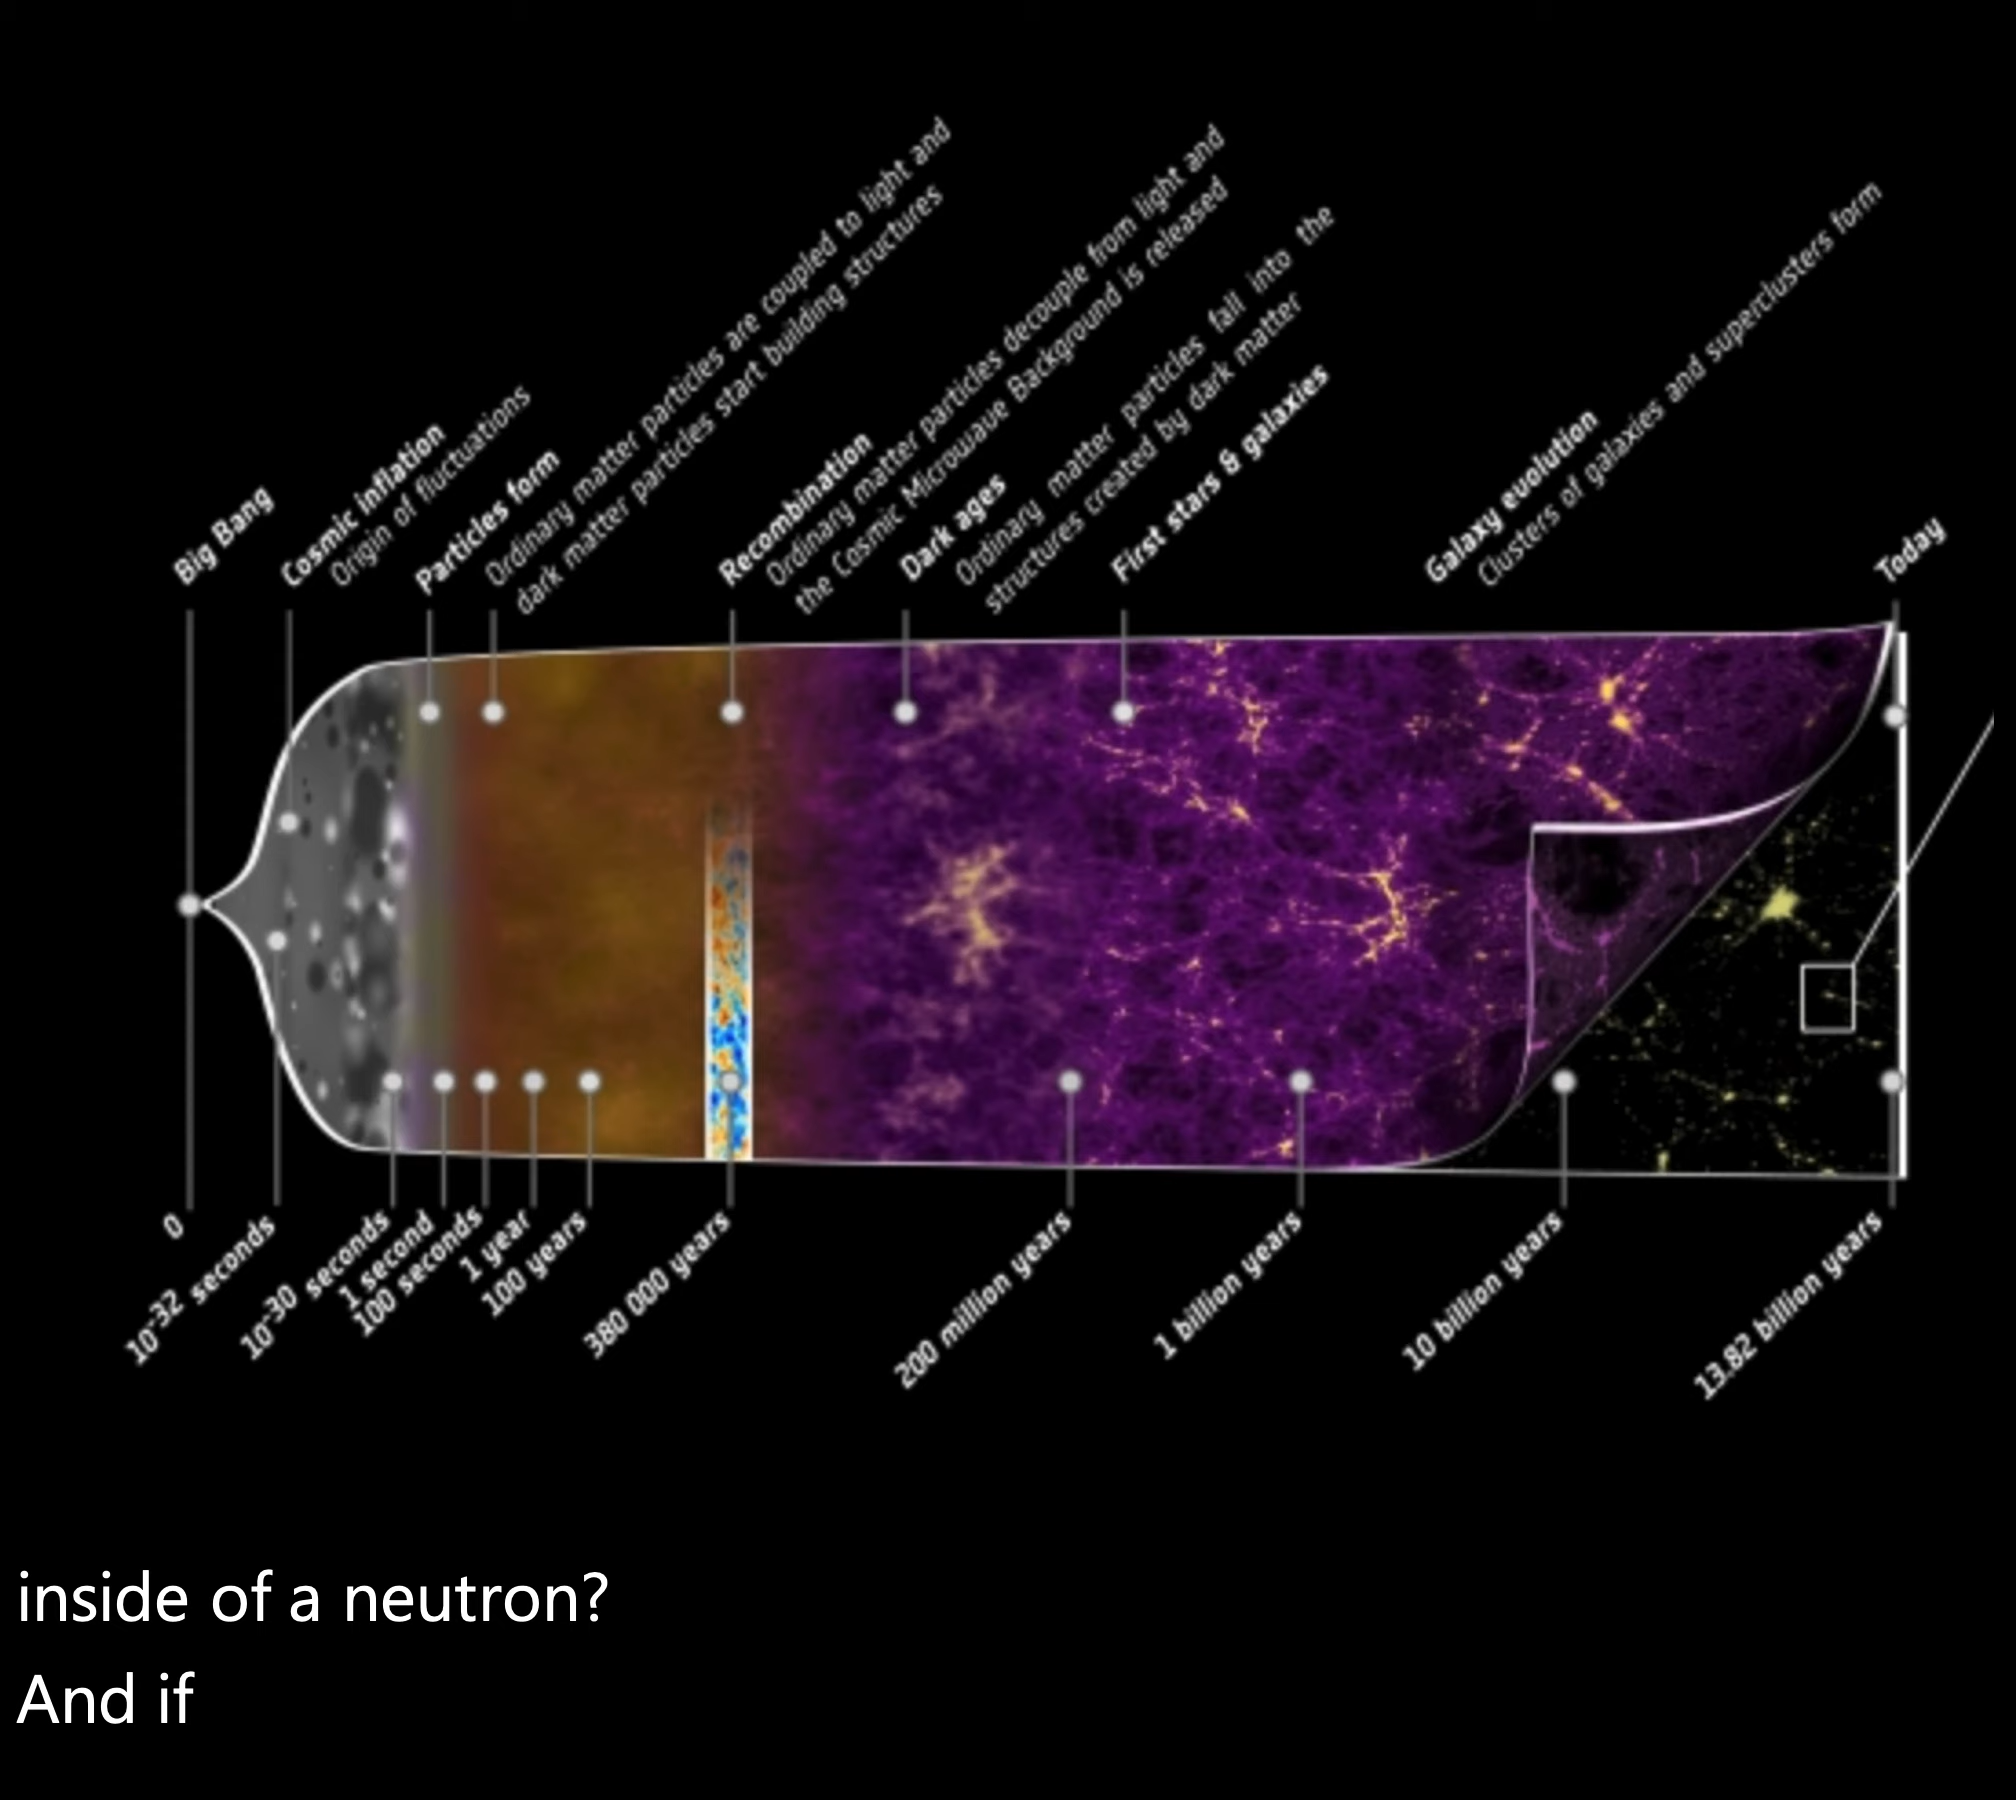 Big Bang
Cosmic inflation
Origin of fluctuations
Particles form
Ordinary matter particles are coupled to light and
dark matter particles start building structures
Recombination
Ordinary matter particles decouple from light and
the Cosmic Microwave Background is released
Dark ages
Ordinary matter particles fall into the
structures created by dark matter
First stars & galaxies
Galaxy evolution
Clusters of galaxies and superclusters form
Today
0
10-32 seconds
10-30 seconds
1 second
100 seconds
1 year
100 years
380 000 years
200 million years
1 billion years
10 billion years
13.82 billion years
inside of a neutron?
And if